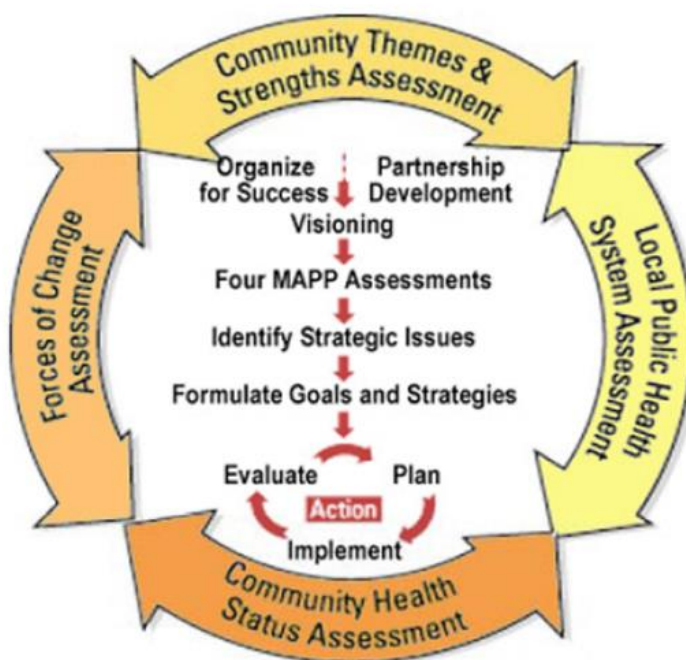 Community Themes &
Strengths Assessment
Organize
for Success
Partnership
Development
Visioning
Four MAPP Assessments
Identify Strategic Issues
Formulate Goals and Strategies
Evaluate
Plan
Action
Implement
Forces of Change
Assessment
Local Public Health
System Assessment
Community Health
Status Assessment